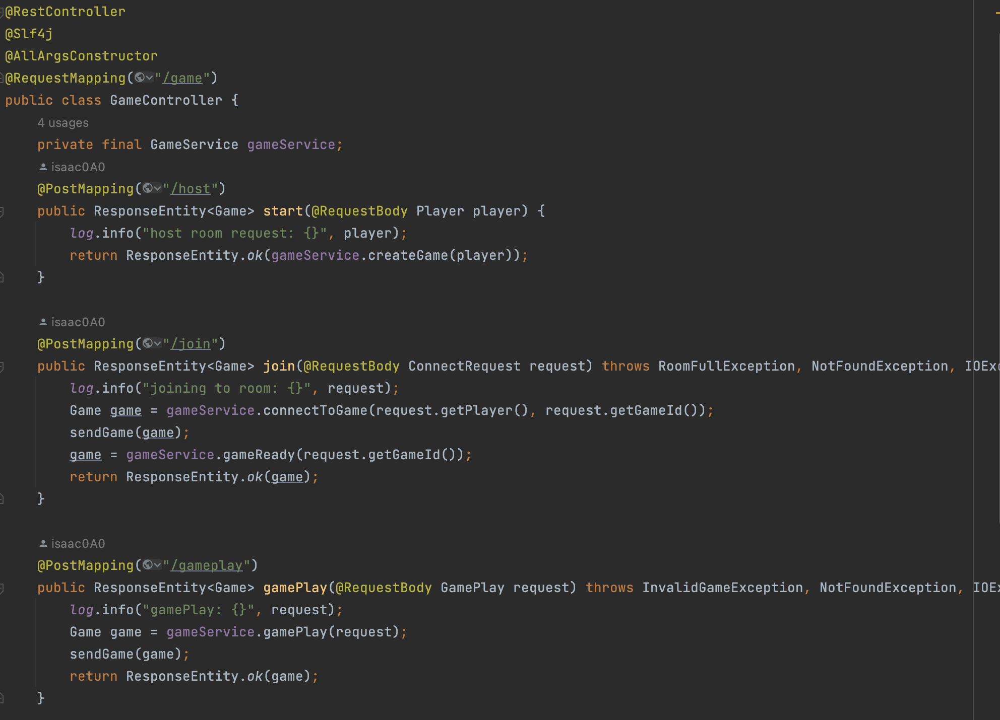 @RestController
@Slf4j
@AllArgsConstructor
@RequestMapping("/game")
public class GameController {
4 usages
private final GameService gameService;
isaac0A0
@PostMapping("/host")
public ResponseEntity<Game> start(@RequestBody Player player) {
log.info("host room request: {}", player);
return ResponseEntity.ok(gameService.createGame(player));
}
isaac0A0
@PostMapping("/join")
public ResponseEntity<Game> join(@RequestBody ConnectRequest request) throws RoomFullException, NotFoundException,
log.info("joining to room: {}", request);
Game game = gameService.connectToGame(request.getPlayer(), request.getGameId());
sendGame(game);
game = gameService.gameReady(request.getGameId());
return ResponseEntity.ok(game);
}
isaac0A0
@PostMapping("/gameplay")
public ResponseEntity<Game> gamePlay(@RequestBody GamePlay request) throws InvalidGameException, NotFoundException,
log.info("gamePlay: {}", request);
Game game = gameService.gamePlay(request);
sendGame(game);
return ResponseEntity.ok(game);
}